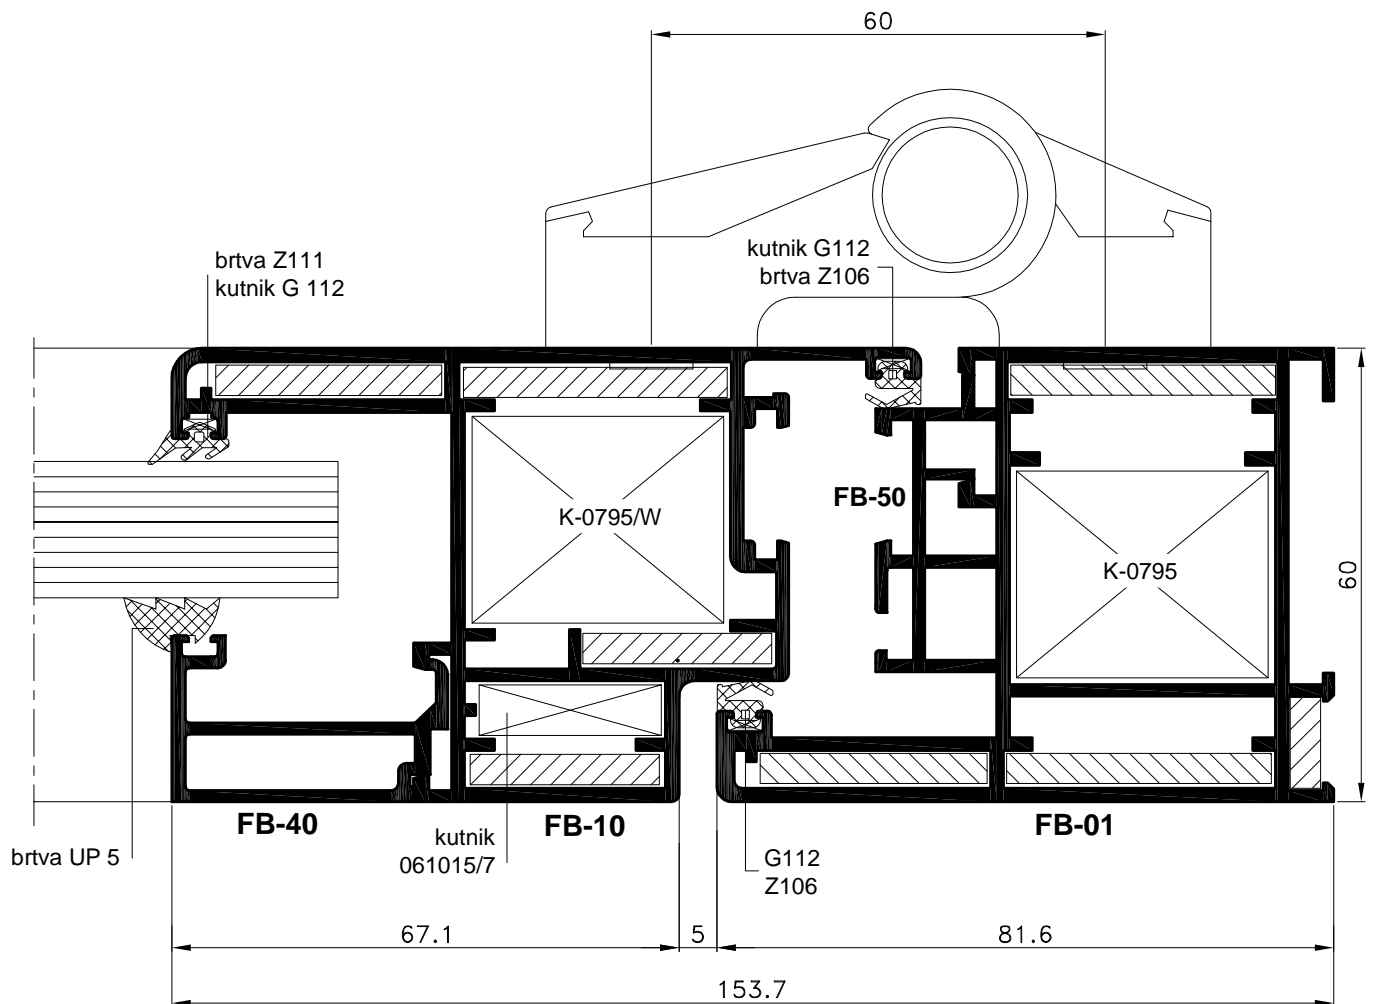 60
brtva Z111
kutnik G 112
kutnik G112
brtva Z106
FB-50
K-0795/W
K-0795
60
FB-40
FB-10
FB-01
brtva UP 5
kutnik
061015/7
G112
Z106
67.1
5
81.6
153.7